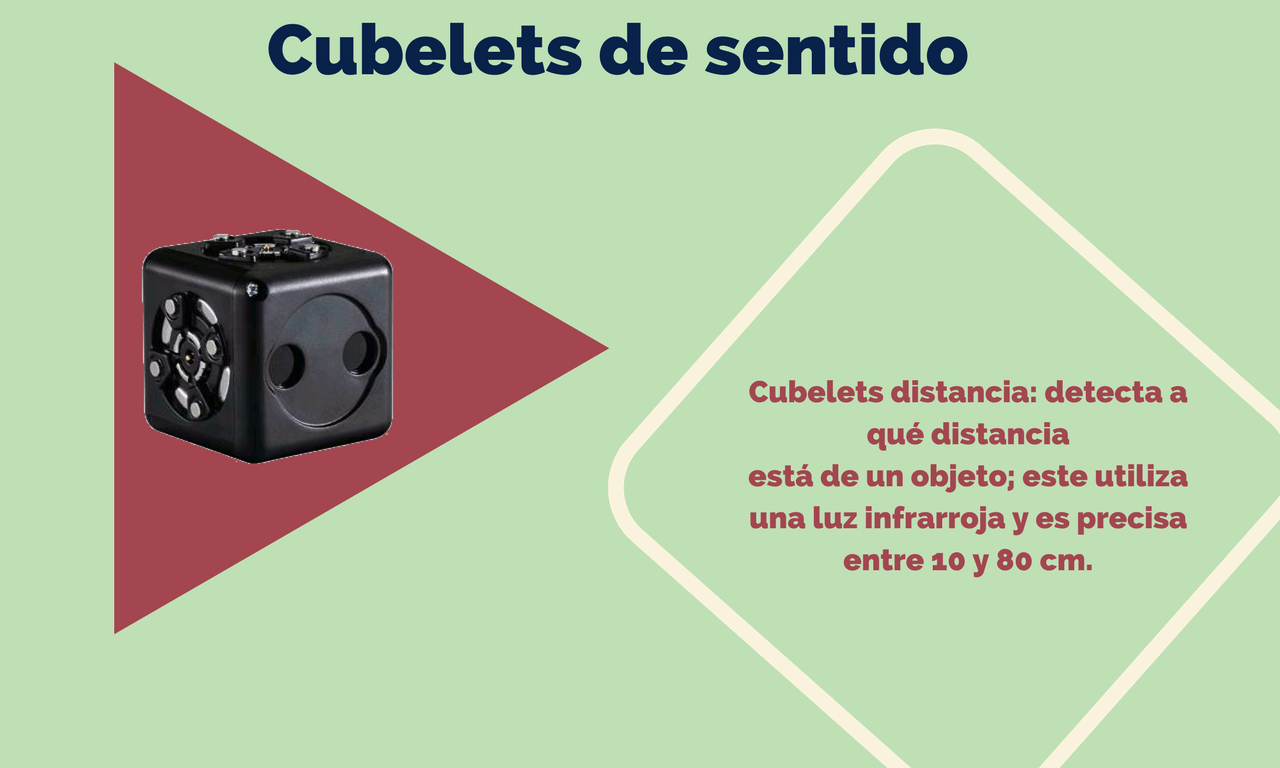 Cubelets de sentido
Cubelets distancia: detecta a
qué distancia
está de un objeto; este utiliza
una luz infrarroja y es precisa
entre 10 y 80 cm.